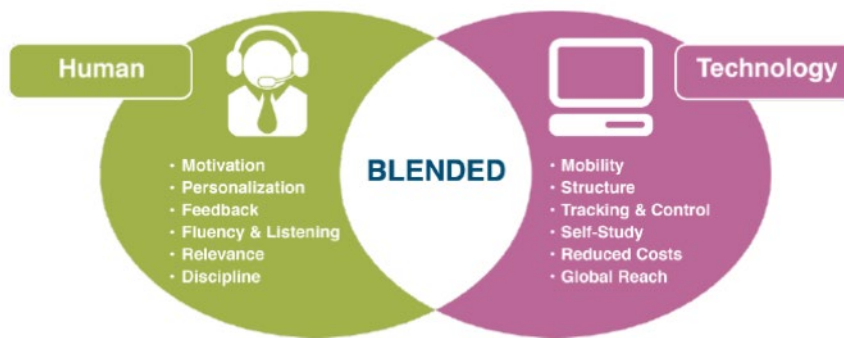 Human
· Motivation
· Personalization
· Feedback
· Fluency & Listening
· Relevance
· Discipline
BLENDED
Technology
· Mobility
· Structure
· Tracking & Control
· Self-Study
· Reduced Costs
· Global Reach